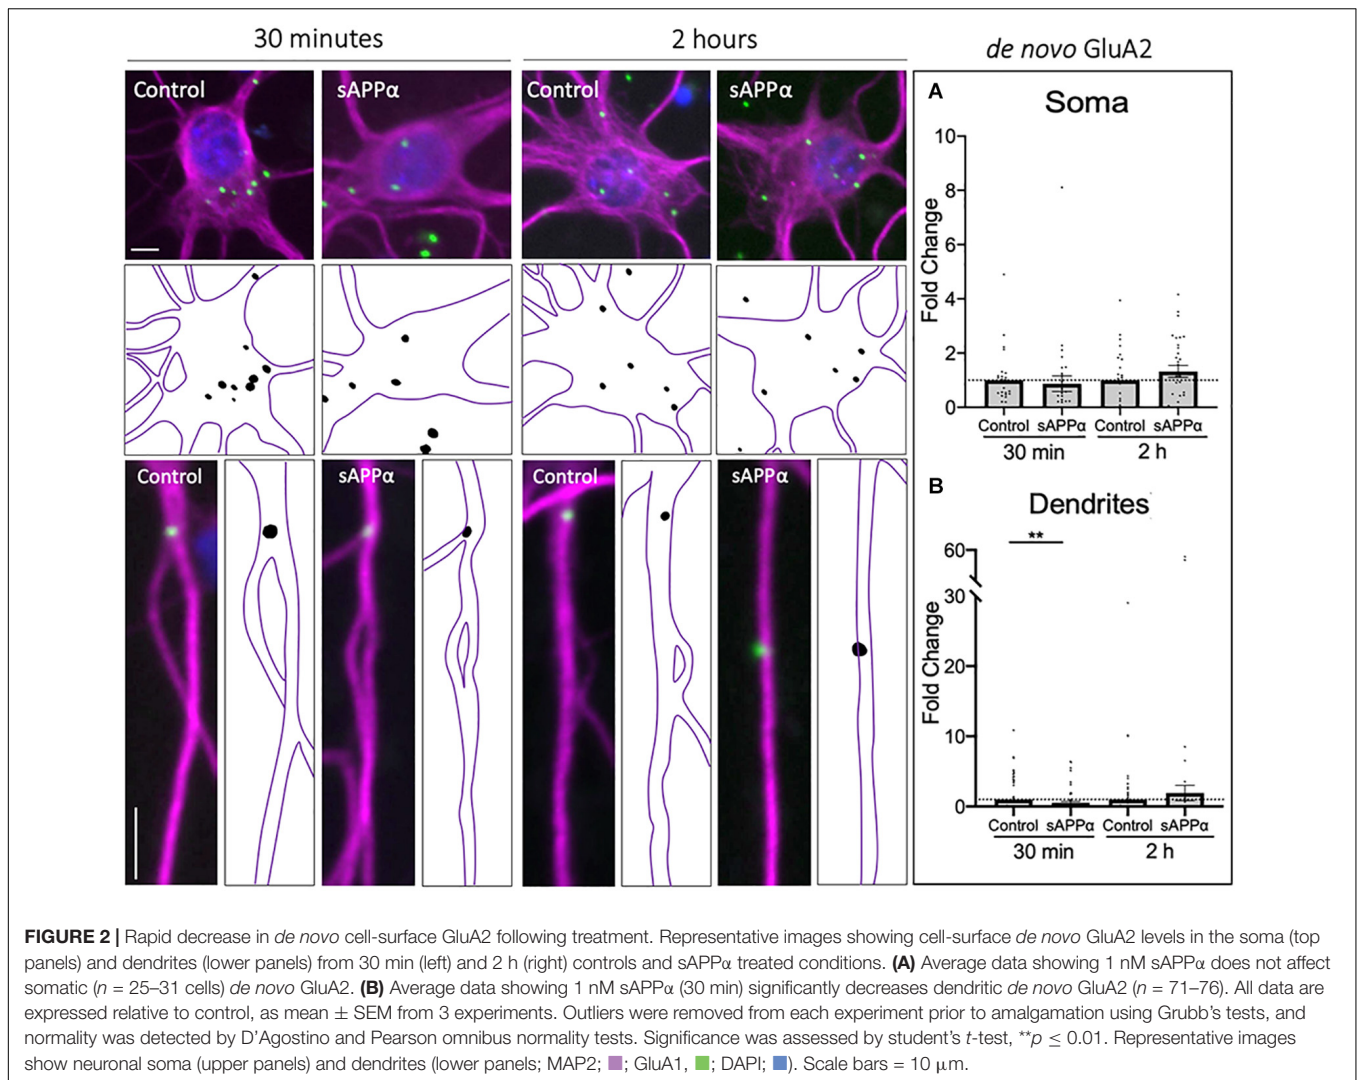 30 minutes
2 hours
de novo GluA2
Control
sAPPα
Control
sAPPα
A
Soma
10
8
6
4
2
0
Fold Change
Control sAPPα Control sAPPα
30 min
2 h
Control
sAPPα
Control
sAPPα
B
Dendrites
**
60
30
20
10
0
Fold Change
Control sAPPα Control sAPPα
30 min
2 h
FIGURE 2 | Rapid decrease in de novo cell-surface GluA2 following treatment. Representative images showing cell-surface de novo GluA2 levels in the soma (top
panels) and dendrites (lower panels) from 30 min (left) and 2 h (right) controls and sAPPα treated conditions. (A) Average data showing 1 nM sAPPα does not affect
somatic (n = 25–31 cells) de novo GluA2. (B) Average data showing 1 nM sAPPα (30 min) significantly decreases dendritic de novo GluA2 (n = 71–76). All data are
expressed relative to control, as mean ± SEM from 3 experiments. Outliers were removed from each experiment prior to amalgamation using Grubb's tests, and
normality was detected by D'Agostino and Pearson omnibus normality tests. Significance was assessed by student's t-test, **p ≤ 0.01. Representative images
show neuronal soma (upper panels) and dendrites (lower panels; MAP2; ■; GluA1, ■; DAPI; ■). Scale bars = 10 μm.